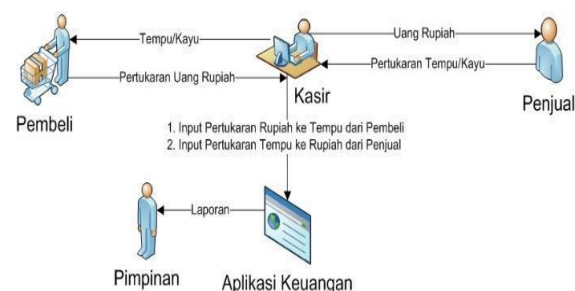 Tempu/Kayu
Uang Rupiah
Pertukaran Uang Rupiah
Pertukaran Tempu/Kayu
Pembeli
Kasir
Penjual
1. Input Pertukaran Rupiah ke Tempu dari Pembeli
2. Input Pertukaran Tempu ke Rupiah dari Penjual
Laporan
Pimpinan
Aplikasi Keuangan